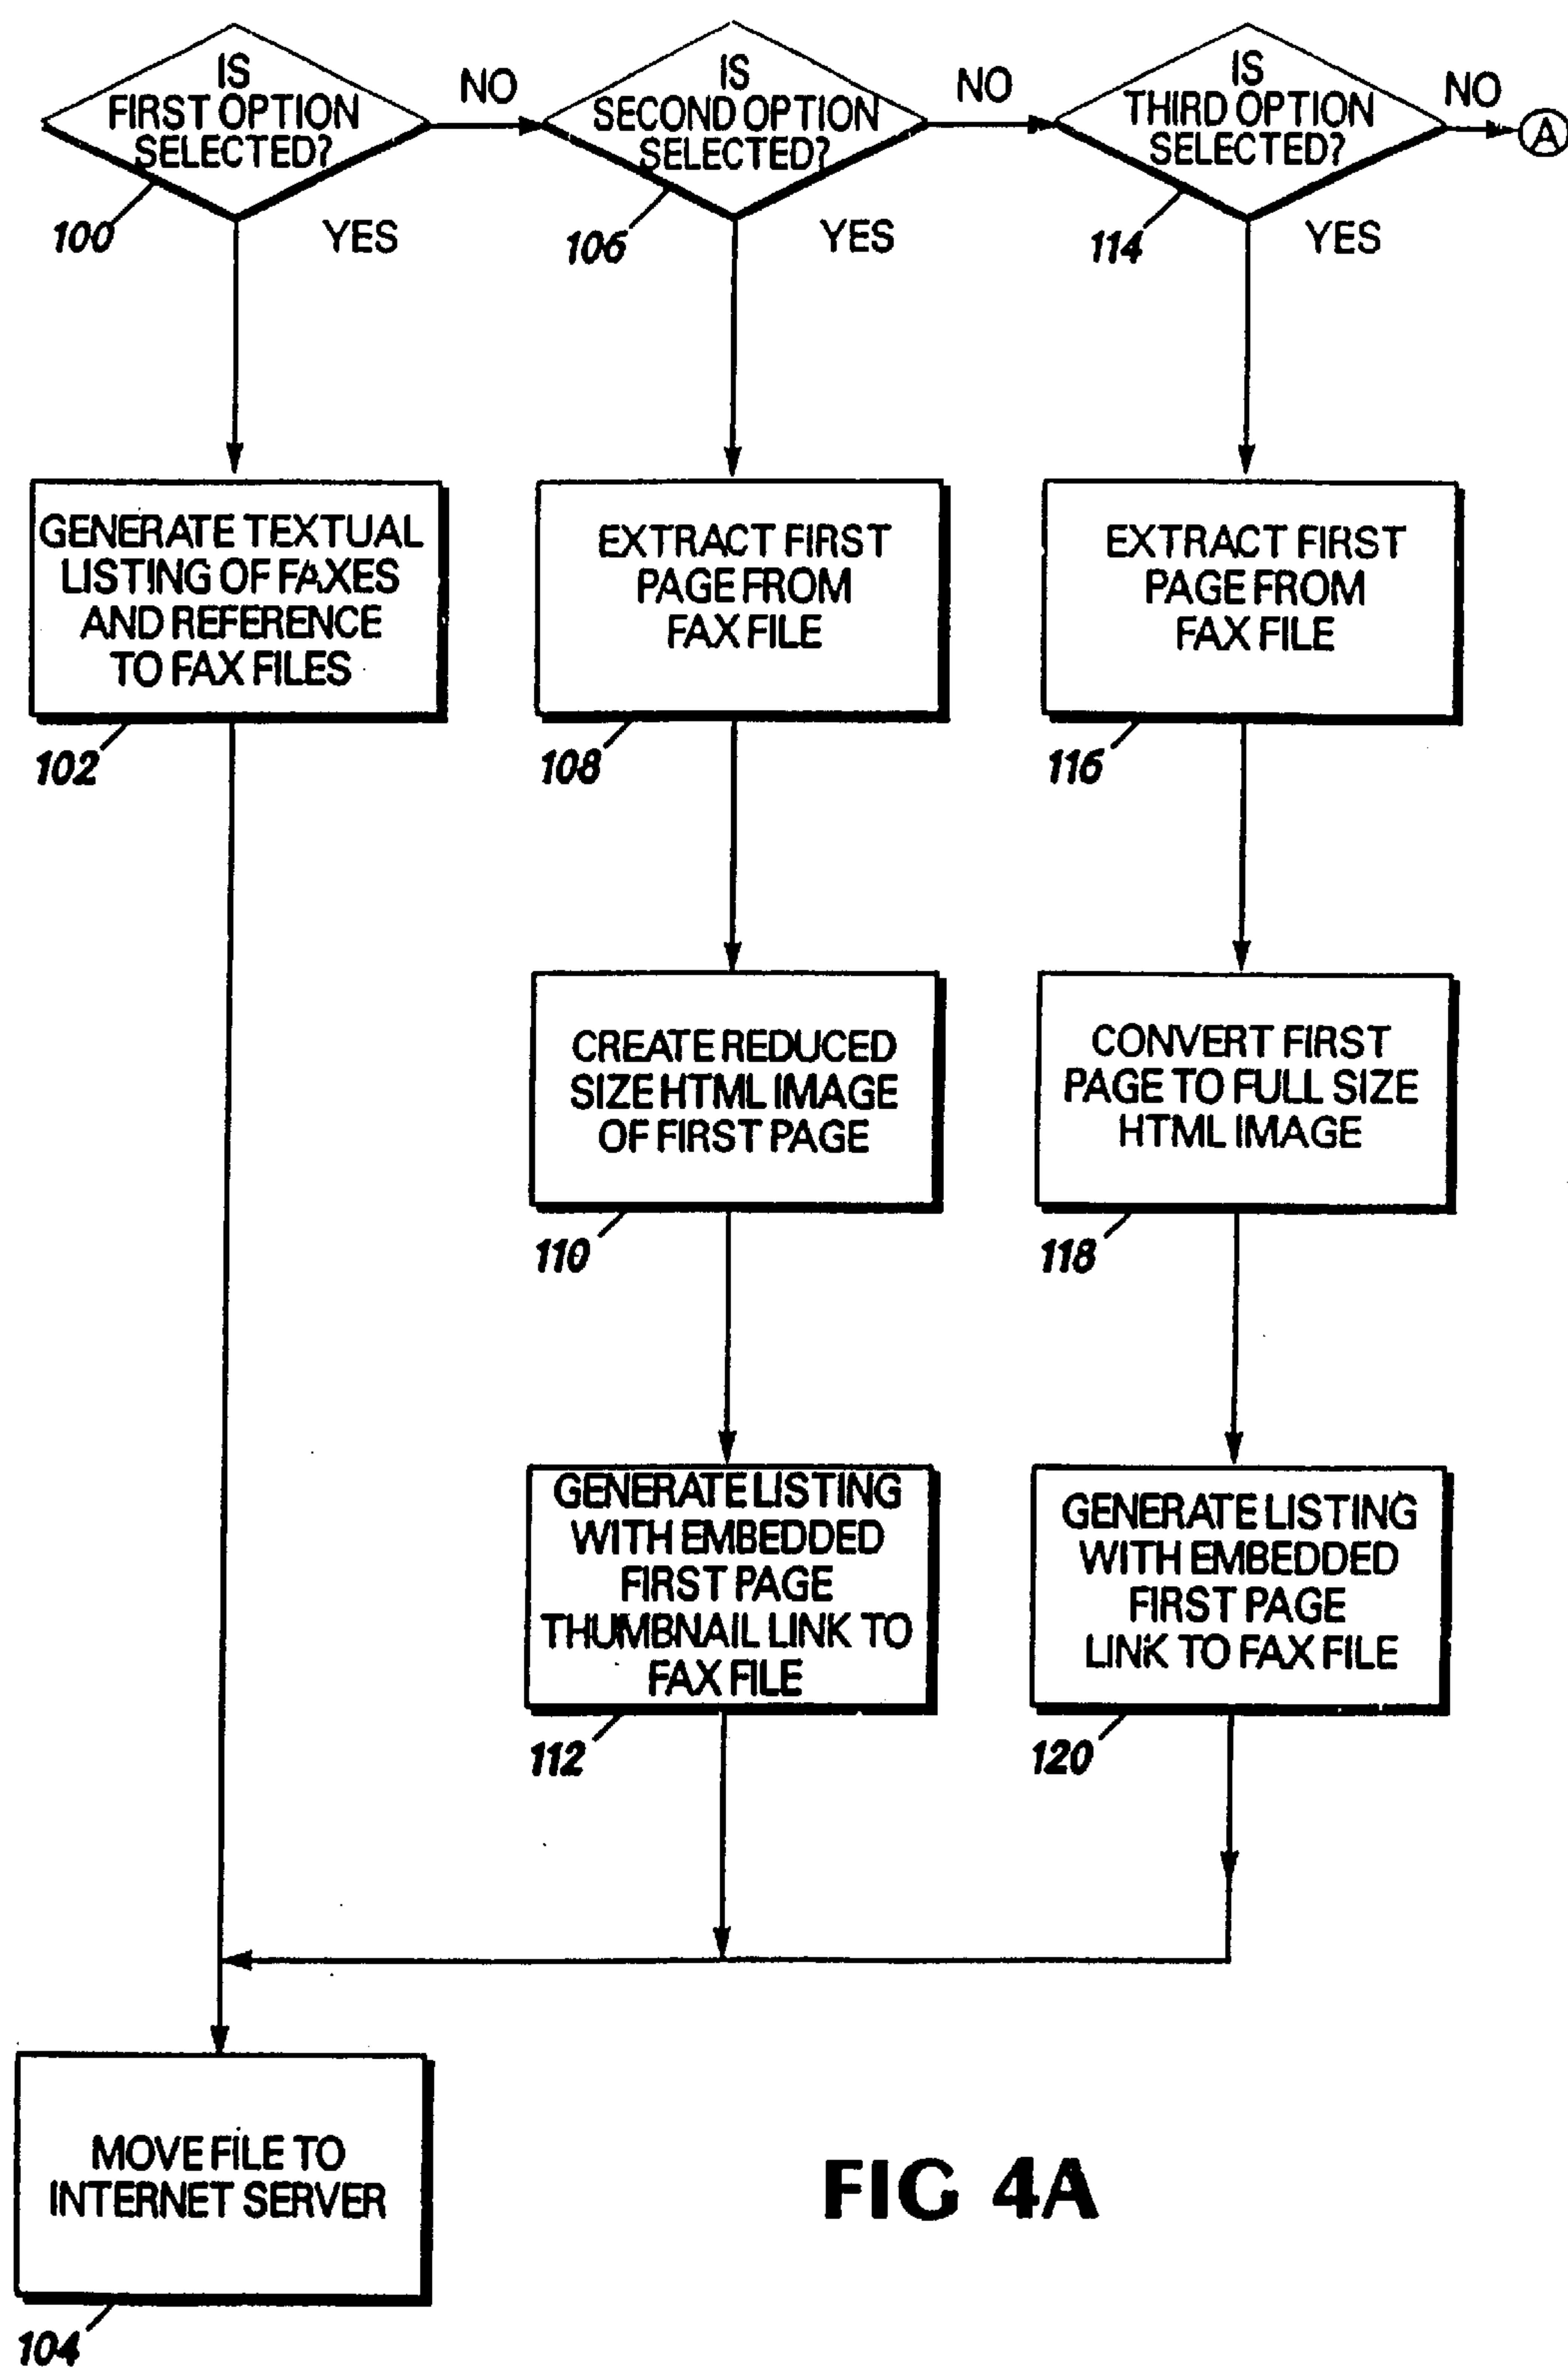 IS
FIRST OPTION
SELECTED?
NO
IS
SECOND OPTION
SELECTED?
NO
IS
THIRD OPTION
SELECTED?
NO
A
100
YES
106
YES
114
YES
GENERATE TEXTUAL
LISTING OF FAXES
AND REFERENCE
TO FAX FILES
102
EXTRACT FIRST
PAGE FROM
FAX FILE
108
EXTRACT FIRST
PAGE FROM
FAX FILE
116
CREATE REDUCED
SIZE HTML IMAGE
OF FIRST PAGE
110
CONVERT FIRST
PAGE TO FULL SIZE
HTML IMAGE
118
GENERATE LISTING
WITH EMBEDDED
FIRST PAGE
THUMBNAIL LINK TO
FAX FILE
112
GENERATE LISTING
WITH EMBEDDED
FIRST PAGE
LINK TO FAX FILE
120
MOVE FILE TO
INTERNET SERVER
104
FIG 4A